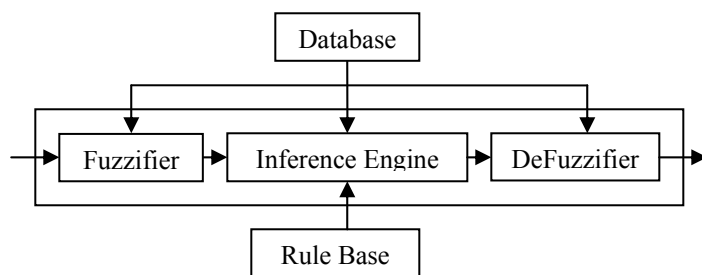 Database
Fuzzifier
Inference Engine
DeFuzzifier
Rule Base